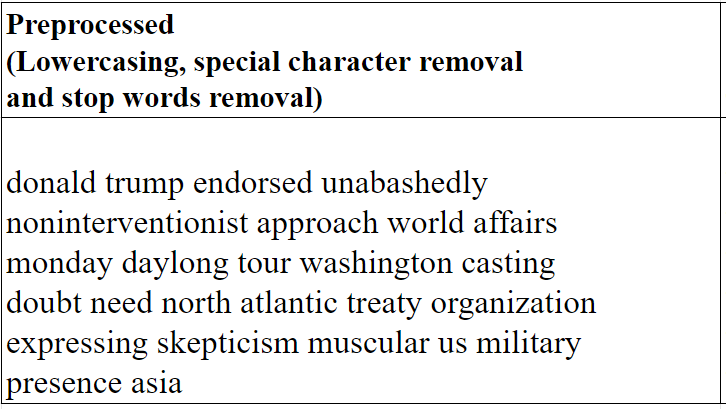 Preprocessed
(Lowercasing, special character removal
and stop words removal)
donald trump endorsed unabashedly
noninterventionist approach world affairs
monday daylong tour washington casting
doubt need north atlantic treaty organization
expressing skepticism muscular us military
presence asia